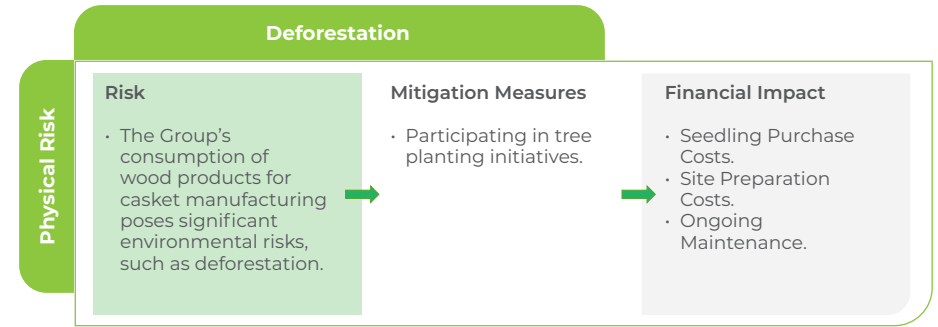 Deforestation
Physical Risk
Risk
• The Group's
consumption of
wood products for
casket manufacturing
poses significant
environmental risks,
such as deforestation.
Mitigation Measures
• Participating in tree
planting initiatives.
Financial Impact
• Seedling Purchase
Costs.
• Site Preparation
Costs.
• Ongoing
Maintenance.